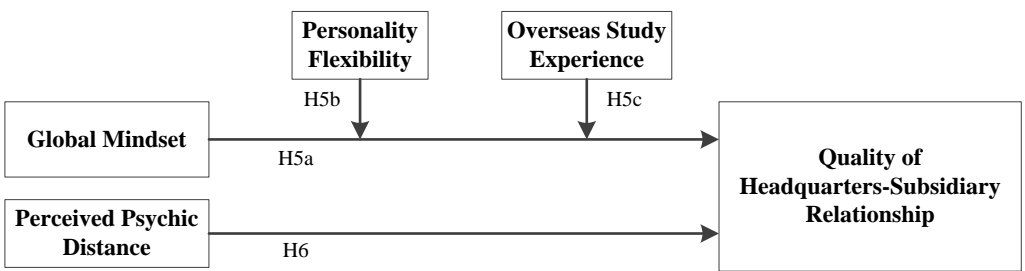 Personality
Flexibility
Overseas Study
Experience
H5b
H5c
Global Mindset
H5a
Quality of
Headquarters-Subsidiary
Relationship
Perceived Psychic
Distance
H6